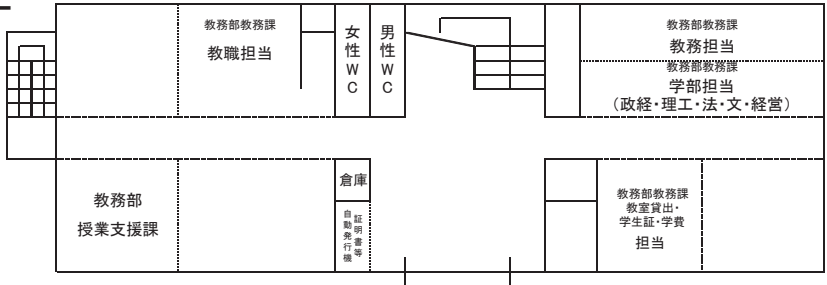 教務部教務課
教職担当
女性WC
男性WC
教務部教務課
教務担当
教務部教務課
学部担当
（政経・理工・法・文・経営）
教務部
授業支援課
倉庫
証明書等
自動発行機
教務部教務課
教室貸出・
学生証・学費
担当